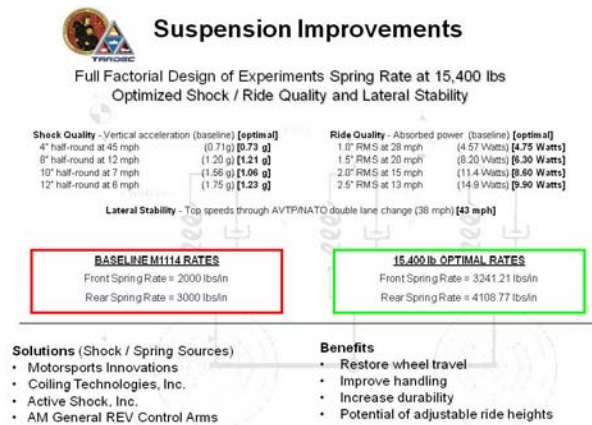 TARDEC
Suspension Improvements
Full Factorial Design of Experiments Spring Rate at 15,400 lbs
Optimized Shock / Ride Quality and Lateral Stability
Shock Quality - Vertical acceleration (baseline) [optimal]
4" half-round at 45 mph (0.71g) [0.73 g]
8" half-round at 12 mph (1.20 g) [1.21 g]
10" half-round at 7 mph (1.56 g) [1.06 g]
12" half-round at 6 mph (1.75 g) [1.23 g]
Ride Quality - Absorbed power (baseline) [optimal]
1.0" RMS at 28 mph (4.57 Watts) [4.75 Watts]
1.5" RMS at 20 mph (8.20 Watts) [6.30 Watts]
2.0" RMS at 15 mph (11.4 Watts) [8.60 Watts]
2.5" RMS at 13 mph (14.9 Watts) [9.90 Watts]
Lateral Stability - Top speeds through AVTP/NATO double lane change (38 mph) [43 mph]
BASELINE M1114 RATES
Front Spring Rate = 2000 lbs/in
Rear Spring Rate = 3000 lbs/in
15,400 lb OPTIMAL RATES
Front Spring Rate = 3241.21 lbs/in
Rear Spring Rate = 4108.77 lbs/in
Solutions (Shock / Spring Sources)
• Motorsports Innovations
• Coiling Technologies, Inc.
• Active Shock, Inc.
• AM General REV Control Arms
Benefits
• Restore wheel travel
• Improve handling
• Increase durability
• Potential of adjustable ride heights